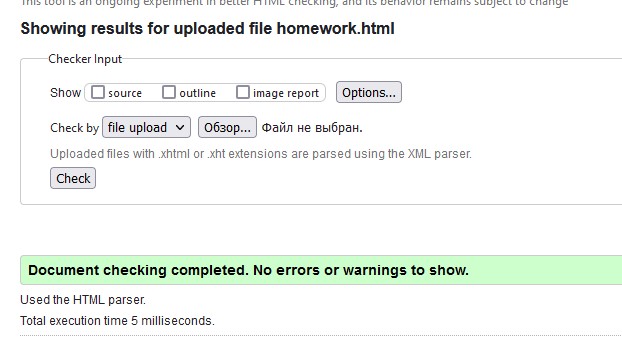 This tool is an ongoing experiment in better HTML checking, and its behavior remains subject to change
Showing results for uploaded file homework.html
Checker Input
Show source outline image report Options...
Check by file upload Обзор... Файл не выбран.
Uploaded files with .xhtml or .xht extensions are parsed using the XML parser.
Check
Document checking completed. No errors or warnings to show.
Used the HTML parser.
Total execution time 5 milliseconds.